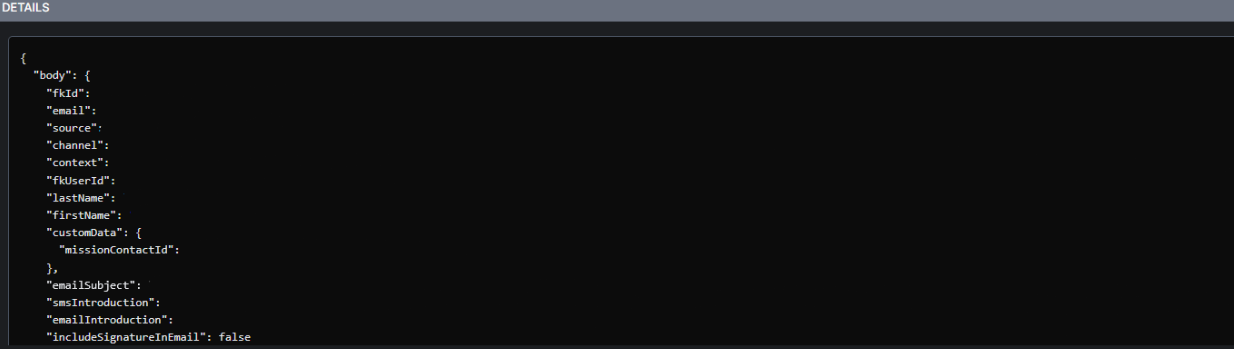 DETAILS
{
  "body": {
    "fkId":
    "email":
    "source":
    "channel":
    "context":
    "fkUserId":
    "lastName":
    "firstName":
    "customData": {
      "missionContactId":
    },
    "emailSubject":
    "smsIntroduction":
    "emailIntroduction":
    "includeSignatureInEmail": false